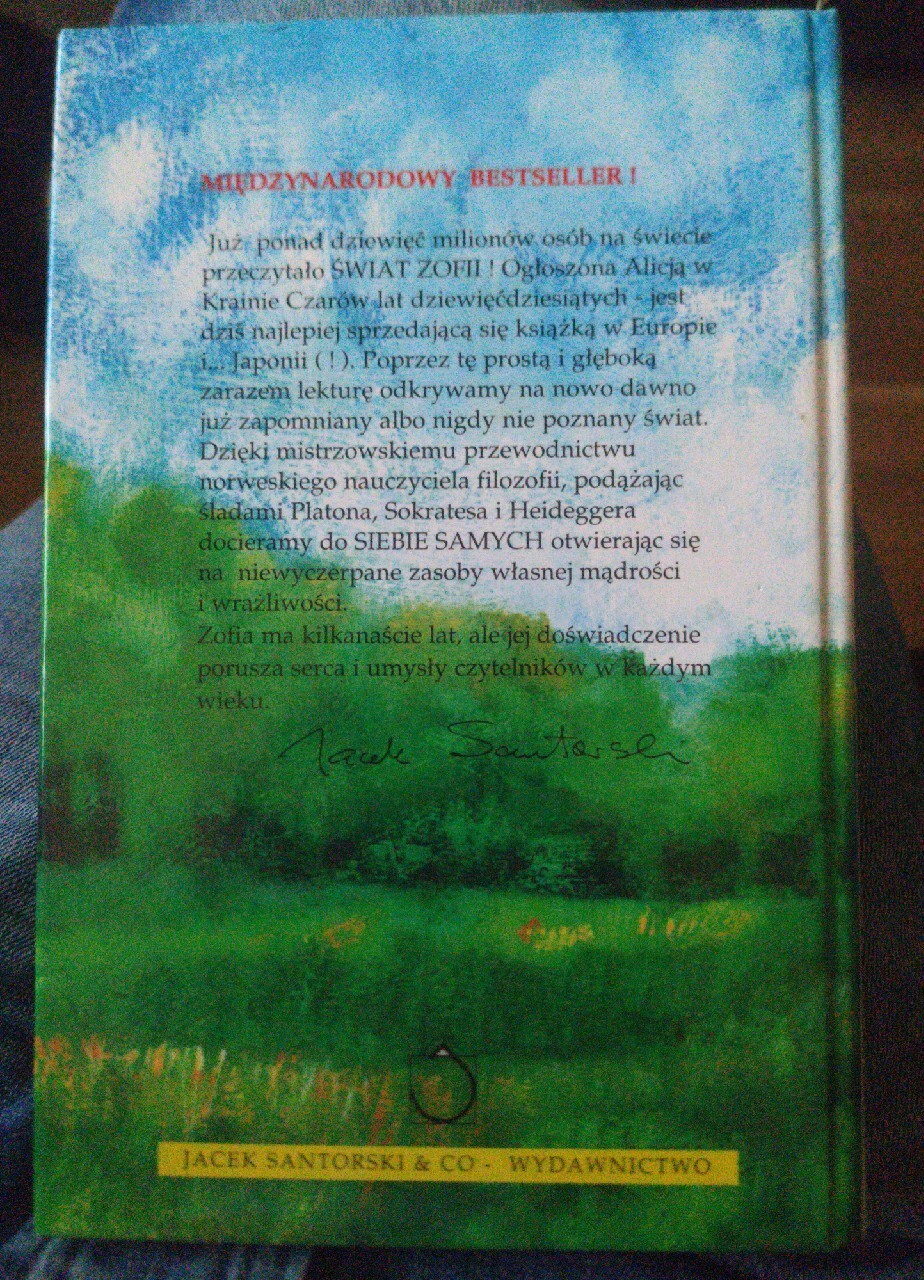 MIĘDZYNARODOWY BESTSELLER !
Już ponad dziewięć milionów osób na świecie
przeczytało ŚWIAT ZOFII ! Ogłoszona Alicją w
Krainie Czarów lat dziewięćdziesiątych - jest
dziś najlepiej sprzedającą się książką w Europie
i... Japonii ( ! ). Poprzez tę prostą i głęboką
zarazem lekturę odkrywamy na nowo dawno
już zapomniany albo nigdy nie poznany świat.
Dzięki mistrzowskiemu przewodnictwu
norweskiego nauczyciela filozofii, podążając
śladami Platona, Sokratesa i Heideggera
docieramy do SIEBIE SAMYCH otwierając się
na niewyczerpane zasoby własnej mądrości
i wrażliwości.
Zofia ma kilkanaście lat, ale jej doświadczenie
porusza serca i umysły czytelników w każdym
wieku.
Jacek Santorski
JACEK SANTORSKI & CO - WYDAWNICTWO